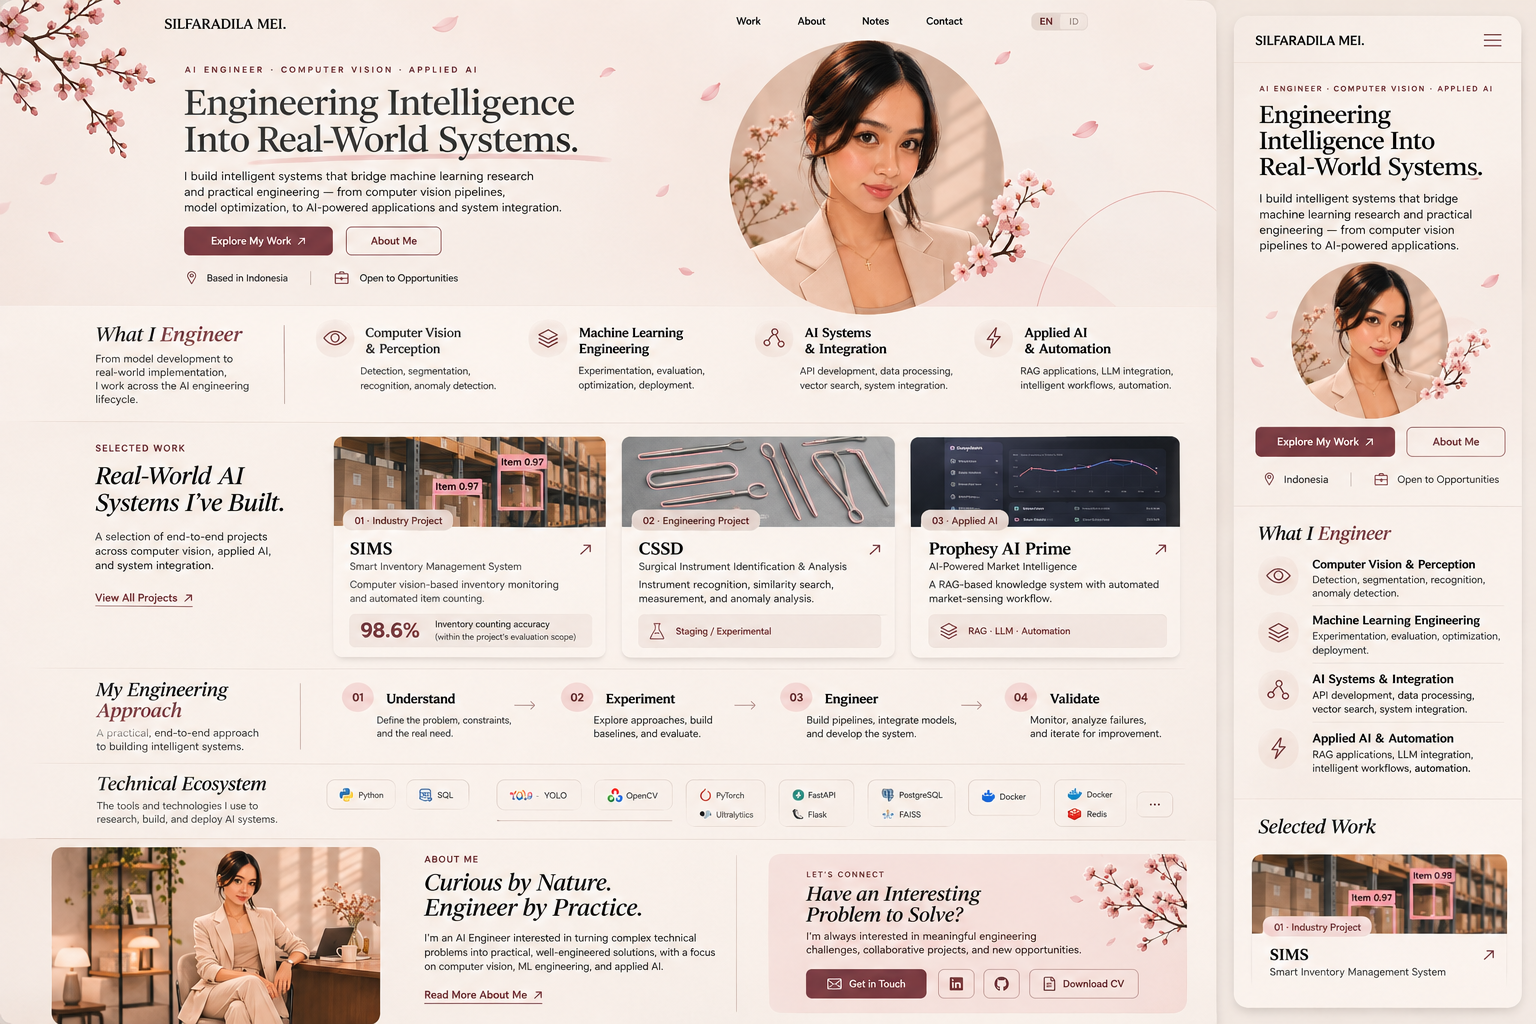 SILFARADILA MEI.
Work
About
Notes
Contact
EN
ID
AI ENGINEER · COMPUTER VISION · APPLIED AI
Engineering Intelligence
Into Real-World Systems.
I build intelligent systems that bridge machine learning research
and practical engineering — from computer vision pipelines,
model optimization, to AI-powered applications and system integration.
Explore My Work
About Me
Based in Indonesia
Open to Opportunities
What I Engineer
From model development to
real-world implementation,
I work across the AI engineering
lifecycle.
Computer Vision
& Perception
Detection, segmentation,
recognition, anomaly detection.
Machine Learning
Engineering
Experimentation, evaluation,
optimization, deployment.
AI Systems
& Integration
API development, data processing,
vector search, system integration.
Applied AI
& Automation
RAG applications, LLM integration,
intelligent workflows, automation.
SELECTED WORK
Real-World AI
Systems I've Built.
A selection of end-to-end projects
across computer vision, applied AI,
and system integration.
View All Projects
Item 0.97
Item 0.97
01 · Industry Project
SIMS
Smart Inventory Management System
Computer vision-based inventory monitoring
and automated item counting.
98.6%
Inventory counting accuracy
(within the project's evaluation scope)
02 · Engineering Project
CSSD
Surgical Instrument Identification & Analysis
Instrument recognition, similarity search,
measurement, and anomaly analysis.
Staging / Experimental
03 · Applied AI
Prophesy AI Prime
AI-Powered Market Intelligence
A RAG-based knowledge system with automated
market-sensing workflow.
RAG · LLM · Automation
My Engineering
Approach
A practical, end-to-end approach
to building intelligent systems.
01
Understand
Define the problem, constraints,
and the real need.
02
Experiment
Explore approaches, build
baselines, and evaluate.
03
Engineer
Build pipelines, integrate models,
and develop the system.
04
Validate
Monitor, analyze failures,
and iterate for improvement.
Technical Ecosystem
The tools and technologies I use to
research, build, and deploy AI systems.
Python
SQL
YOLO
OpenCV
PyTorch
Ultralytics
FastAPI
Flask
PostgreSQL
FAISS
Docker
Docker
Redis
...
ABOUT ME
Curious by Nature.
Engineer by Practice.
I'm an AI Engineer interested in turning complex technical
problems into practical, well-engineered solutions, with a focus
on computer vision, ML engineering, and applied AI.
Read More About Me
LET'S CONNECT
Have an Interesting
Problem to Solve?
I'm always interested in meaningful engineering
challenges, collaborative projects, and new opportunities.
Get in Touch
in
Download CV
SILFARADILA MEI.
AI ENGINEER · COMPUTER VISION · APPLIED AI
Engineering
Intelligence Into
Real-World Systems.
I build intelligent systems that bridge
machine learning research and practical
engineering — from computer vision
pipelines to AI-powered applications.
Explore My Work
About Me
Indonesia
Open to Opportunities
What I Engineer
Computer Vision & Perception
Detection, segmentation, recognition,
anomaly detection.
Machine Learning Engineering
Experimentation, evaluation, optimization,
deployment.
AI Systems & Integration
API development, data processing,
vector search, system integration.
Applied AI & Automation
RAG applications, LLM integration,
intelligent workflows, automation.
Selected Work
Item 0.98
Item 0.97
01 · Industry Project
SIMS
Smart Inventory Management System